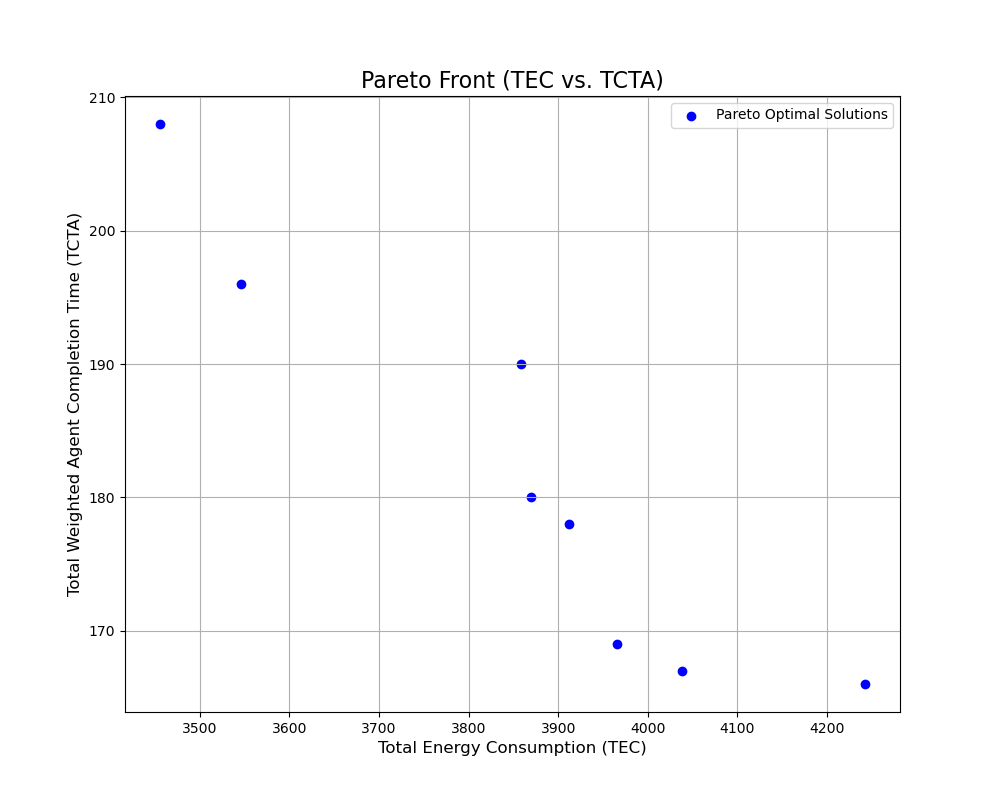 Pareto Front (TEC vs. TCTA)
Pareto Optimal Solutions
Total Weighted Agent Completion Time (TCTA)
210
200
190
180
170
3500 3600 3700 3800 3900 4000 4100 4200
Total Energy Consumption (TEC)